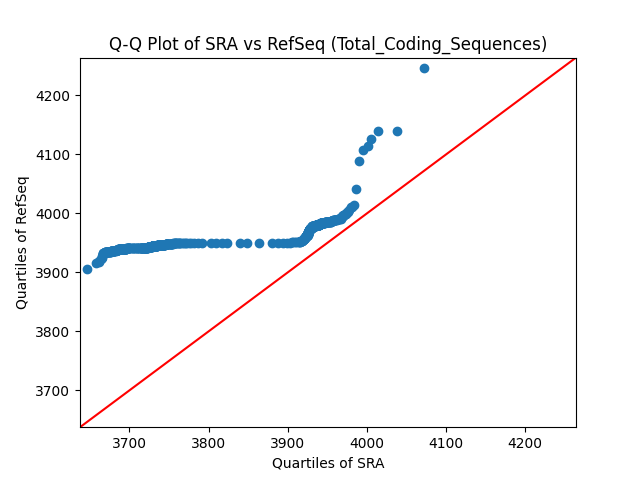 Q-Q Plot of SRA vs RefSeq (Total_Coding_Sequences)
Quartiles of RefSeq
4200
4100
4000
3900
3800
3700
3700 3800 3900 4000 4100 4200
Quartiles of SRA